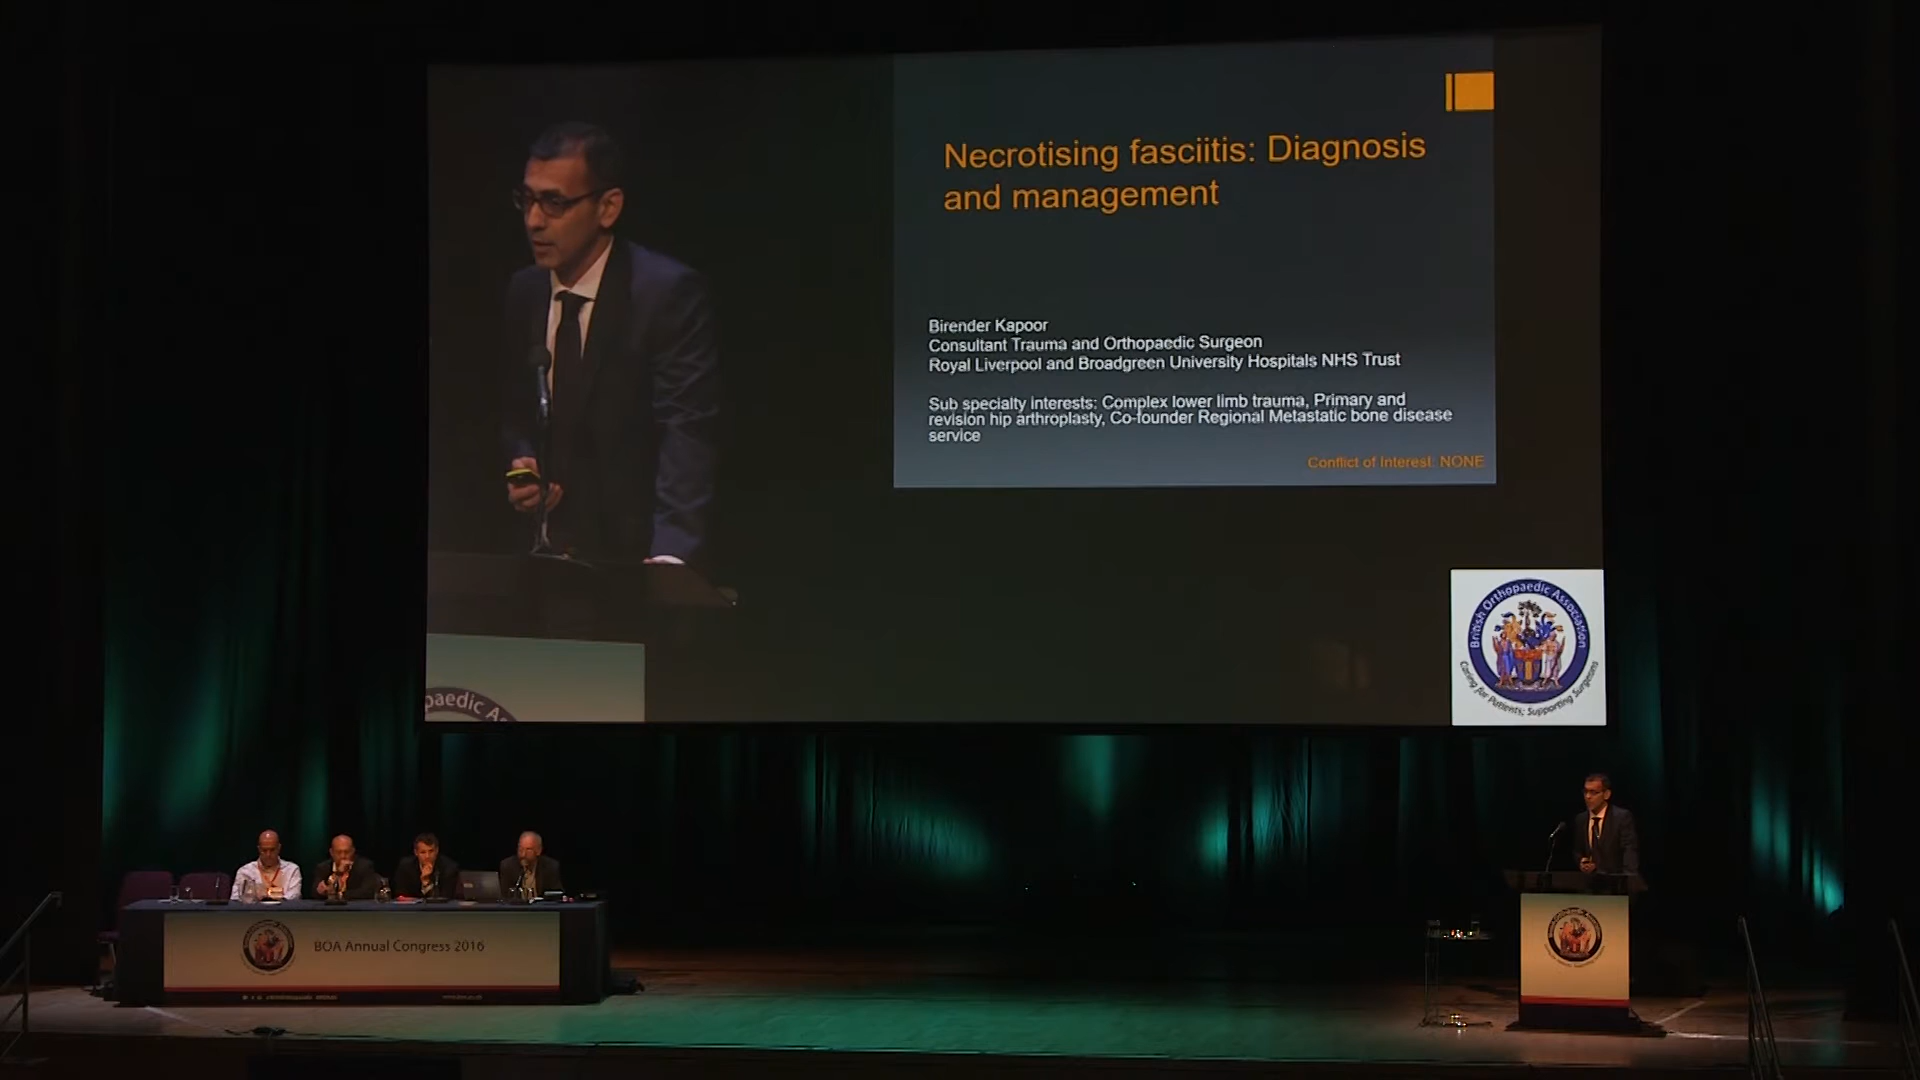 Necrotising fasciitis: Diagnosis
and management
Birender Kapoor
Consultant Trauma and Orthopaedic Surgeon
Royal Liverpool and Broadgreen University Hospitals NHS Trust
Sub specialty interests: Complex lower limb trauma, Primary and
revision hip arthroplasty, Co-founder Regional Metastatic bone disease
service
Conflict of Interest: NONE
British Orthopaedic Association
Caring for Patients; Supporting Surgeons
paedic As
BOA Annual Congress 2016